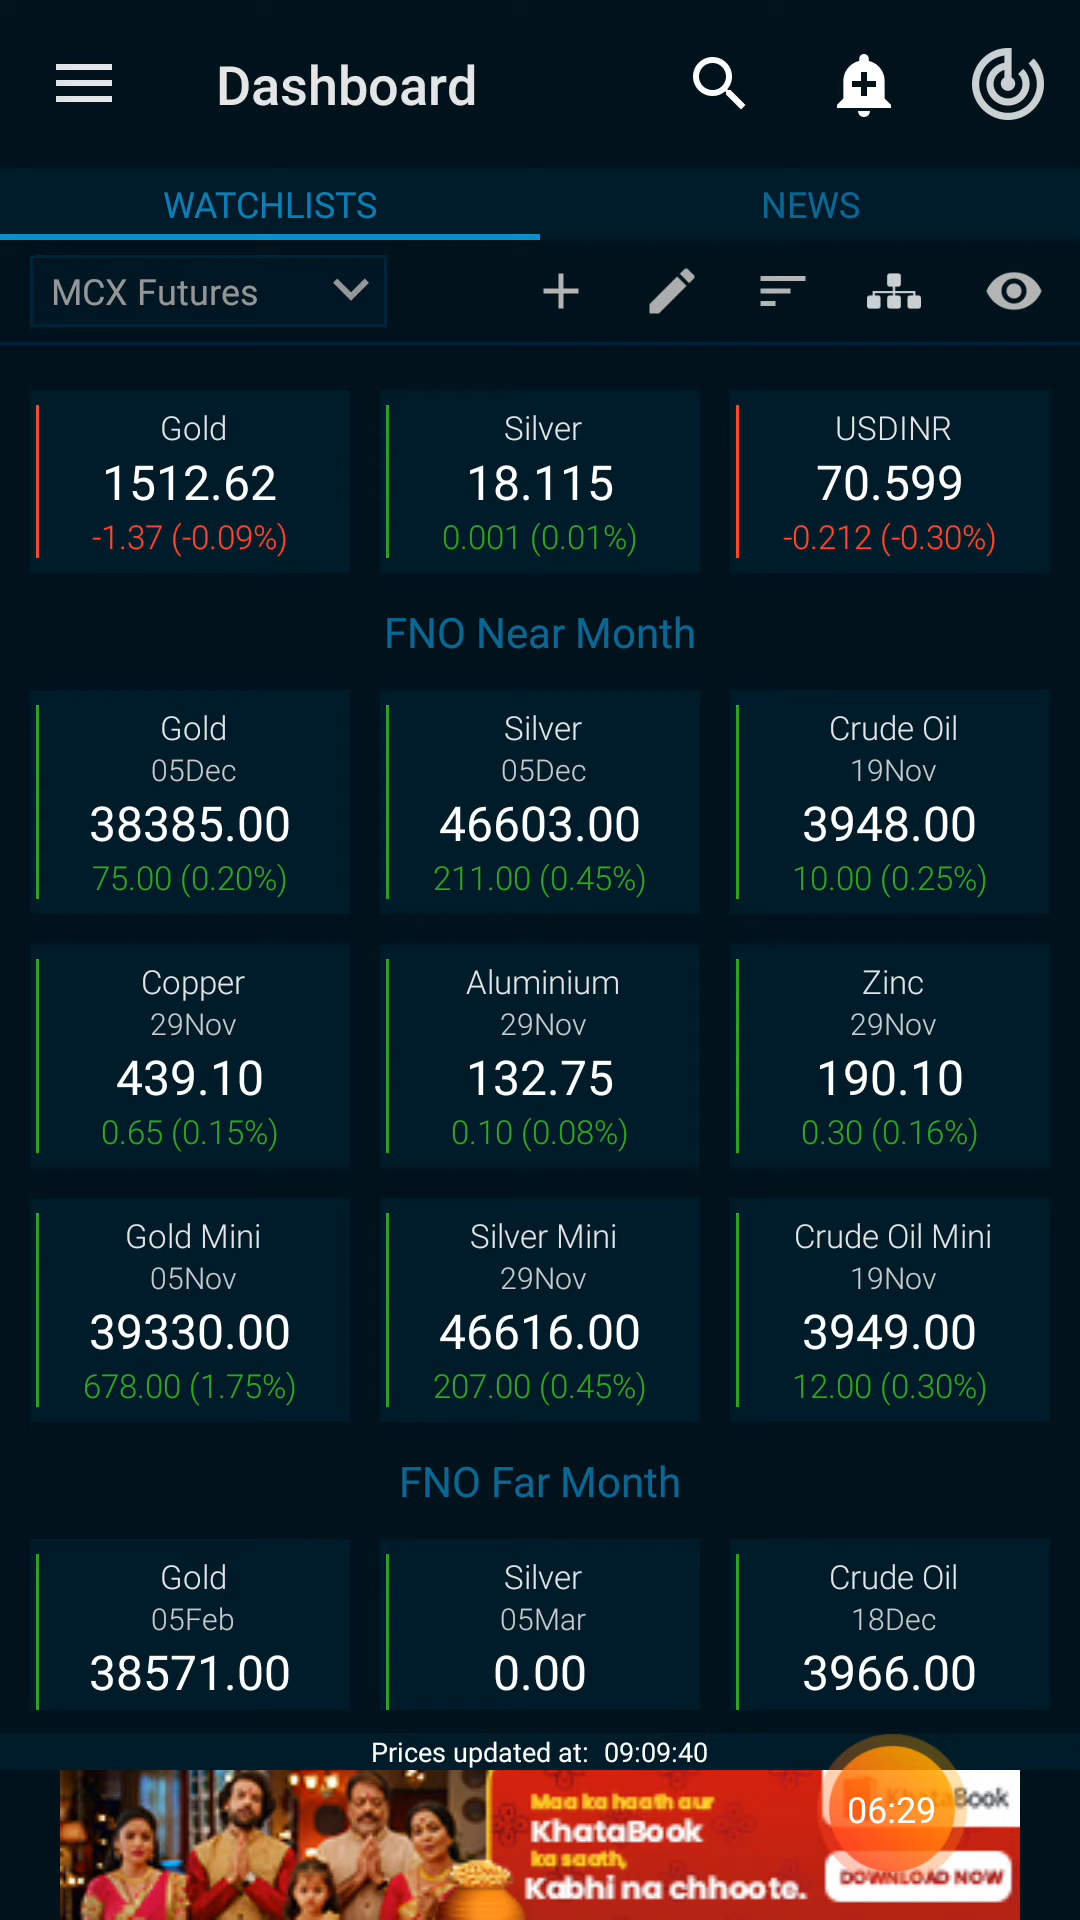 Dashboard
WATCHLISTS
NEWS
MCX Futures
Gold
1512.62
-1.37 (-0.09%)
Silver
18.115
0.001 (0.01%)
USDINR
70.599
-0.212 (-0.30%)
FNO Near Month
Gold
05Dec
38385.00
75.00 (0.20%)
Silver
05Dec
46603.00
211.00 (0.45%)
Crude Oil
19Nov
3948.00
10.00 (0.25%)
Copper
29Nov
439.10
0.65 (0.15%)
Aluminium
29Nov
132.75
0.10 (0.08%)
Zinc
29Nov
190.10
0.30 (0.16%)
Gold Mini
05Nov
39330.00
678.00 (1.75%)
Silver Mini
29Nov
46616.00
207.00 (0.45%)
Crude Oil Mini
19Nov
3949.00
12.00 (0.30%)
FNO Far Month
Gold
05Feb
38571.00
Silver
05Mar
0.00
Crude Oil
18Dec
3966.00
Prices updated at: 09:09:40
Maa ka haath aur
KhataBook
ka saath,
Kabhi na chhoote.
KhataBook
06:29
DOWNLOAD NOW